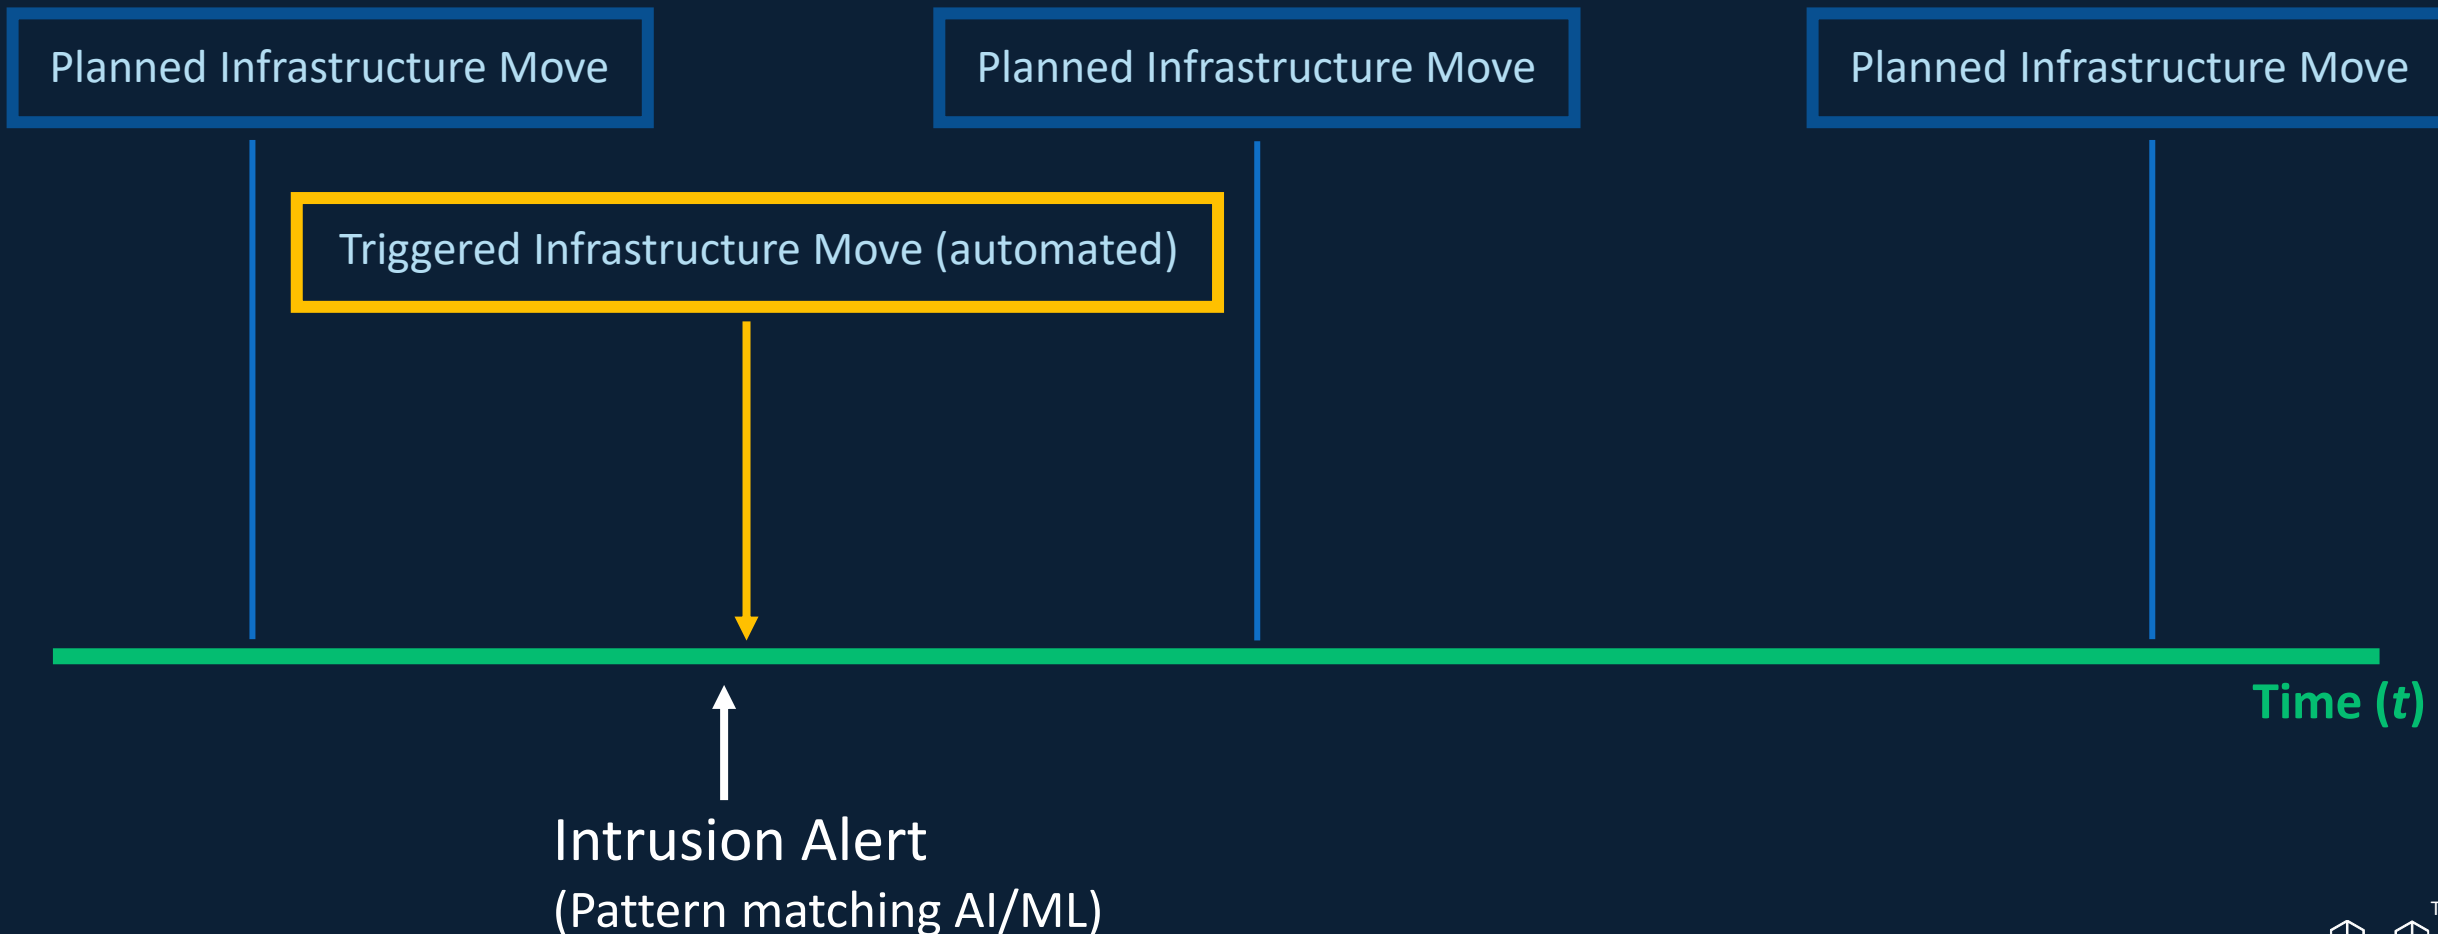 Planned Infrastructure Move
Planned Infrastructure Move
Planned Infrastructure Move
Triggered Infrastructure Move (automated)
Time (t)
Intrusion Alert
(Pattern matching AI/ML)